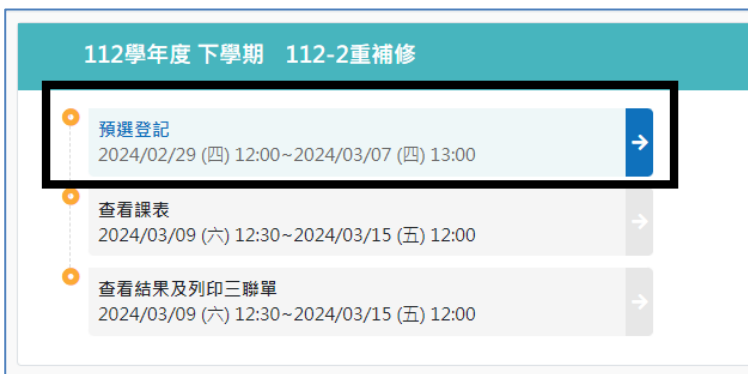 112學年度 下學期 112-2重補修
預選登記
2024/02/29 (四) 12:00~2024/03/07 (四) 13:00
查看課表
2024/03/09 (六) 12:30~2024/03/15 (五) 12:00
查看結果及列印三聯單
2024/03/09 (六) 12:30~2024/03/15 (五) 12:00